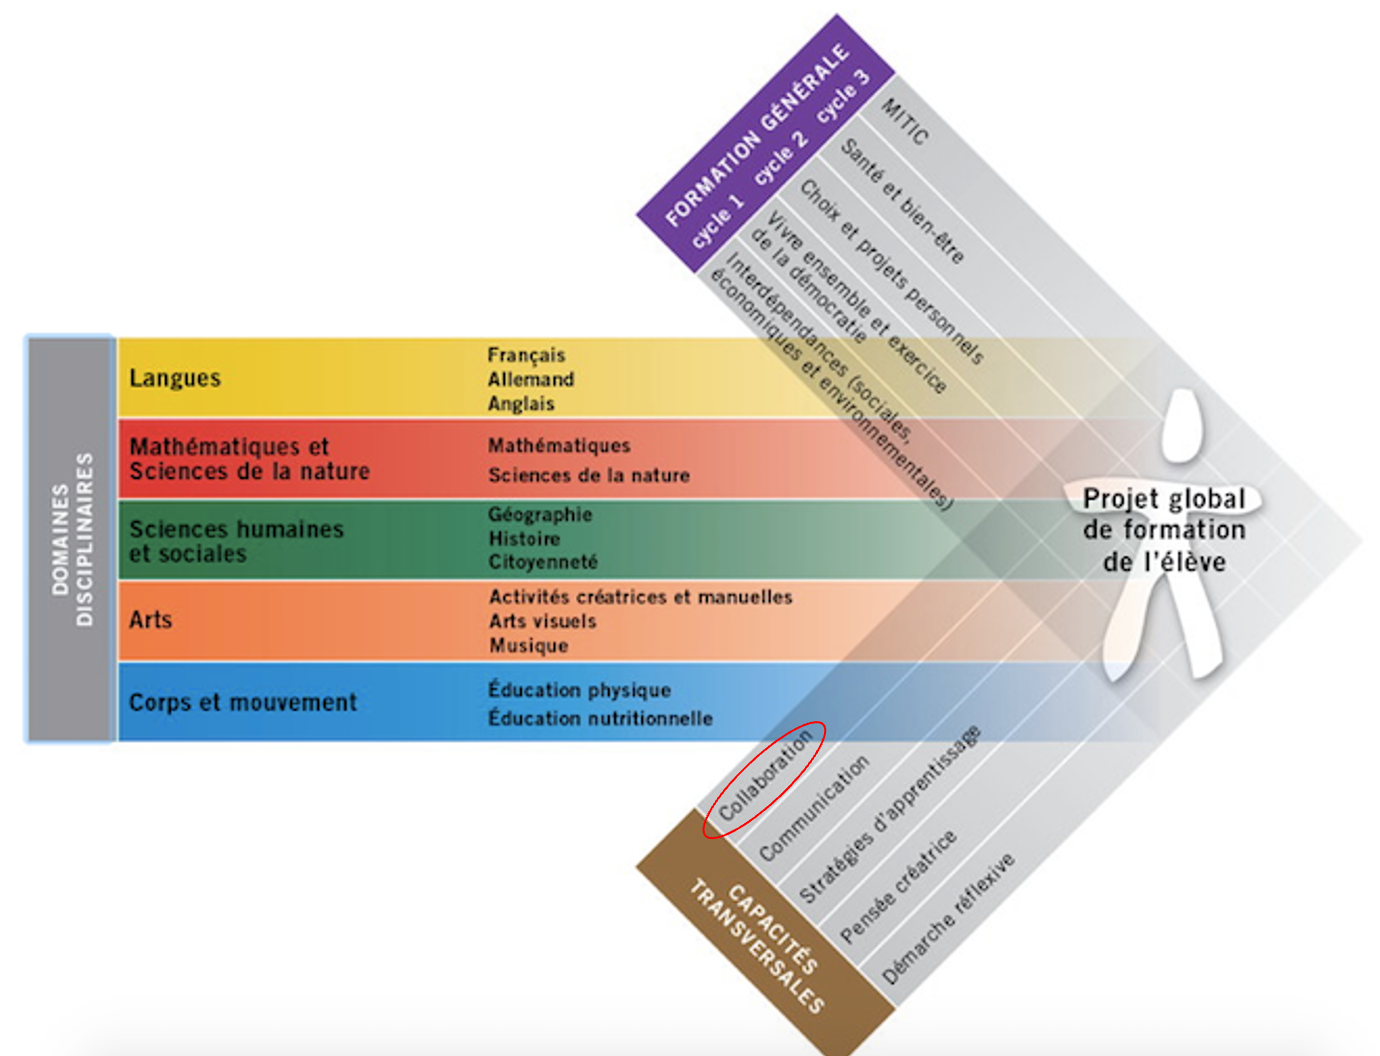 FORMATION GÉNÉRALE
cycle 1 cycle 2 cycle 3
MITIC
Santé et bien-être
Choix et projets personnels
Vivre ensemble et exercice
de la démocratie
Interdépendances (sociales,
économiques et environnementales)
DOMAINES
DISCIPLINAIRES
Langues
Français
Allemand
Anglais
Mathématiques et
Sciences de la nature
Mathématiques
Sciences de la nature
Sciences humaines
et sociales
Géographie
Histoire
Citoyenneté
Arts
Activités créatrices et manuelles
Arts visuels
Musique
Corps et mouvement
Éducation physique
Éducation nutritionnelle
Projet global
de formation
de l'élève
Collaboration
Communication
Stratégies d'apprentissage
Pensée créatrice
Démarche réflexive
CAPACITÉS
TRANSVERSALES